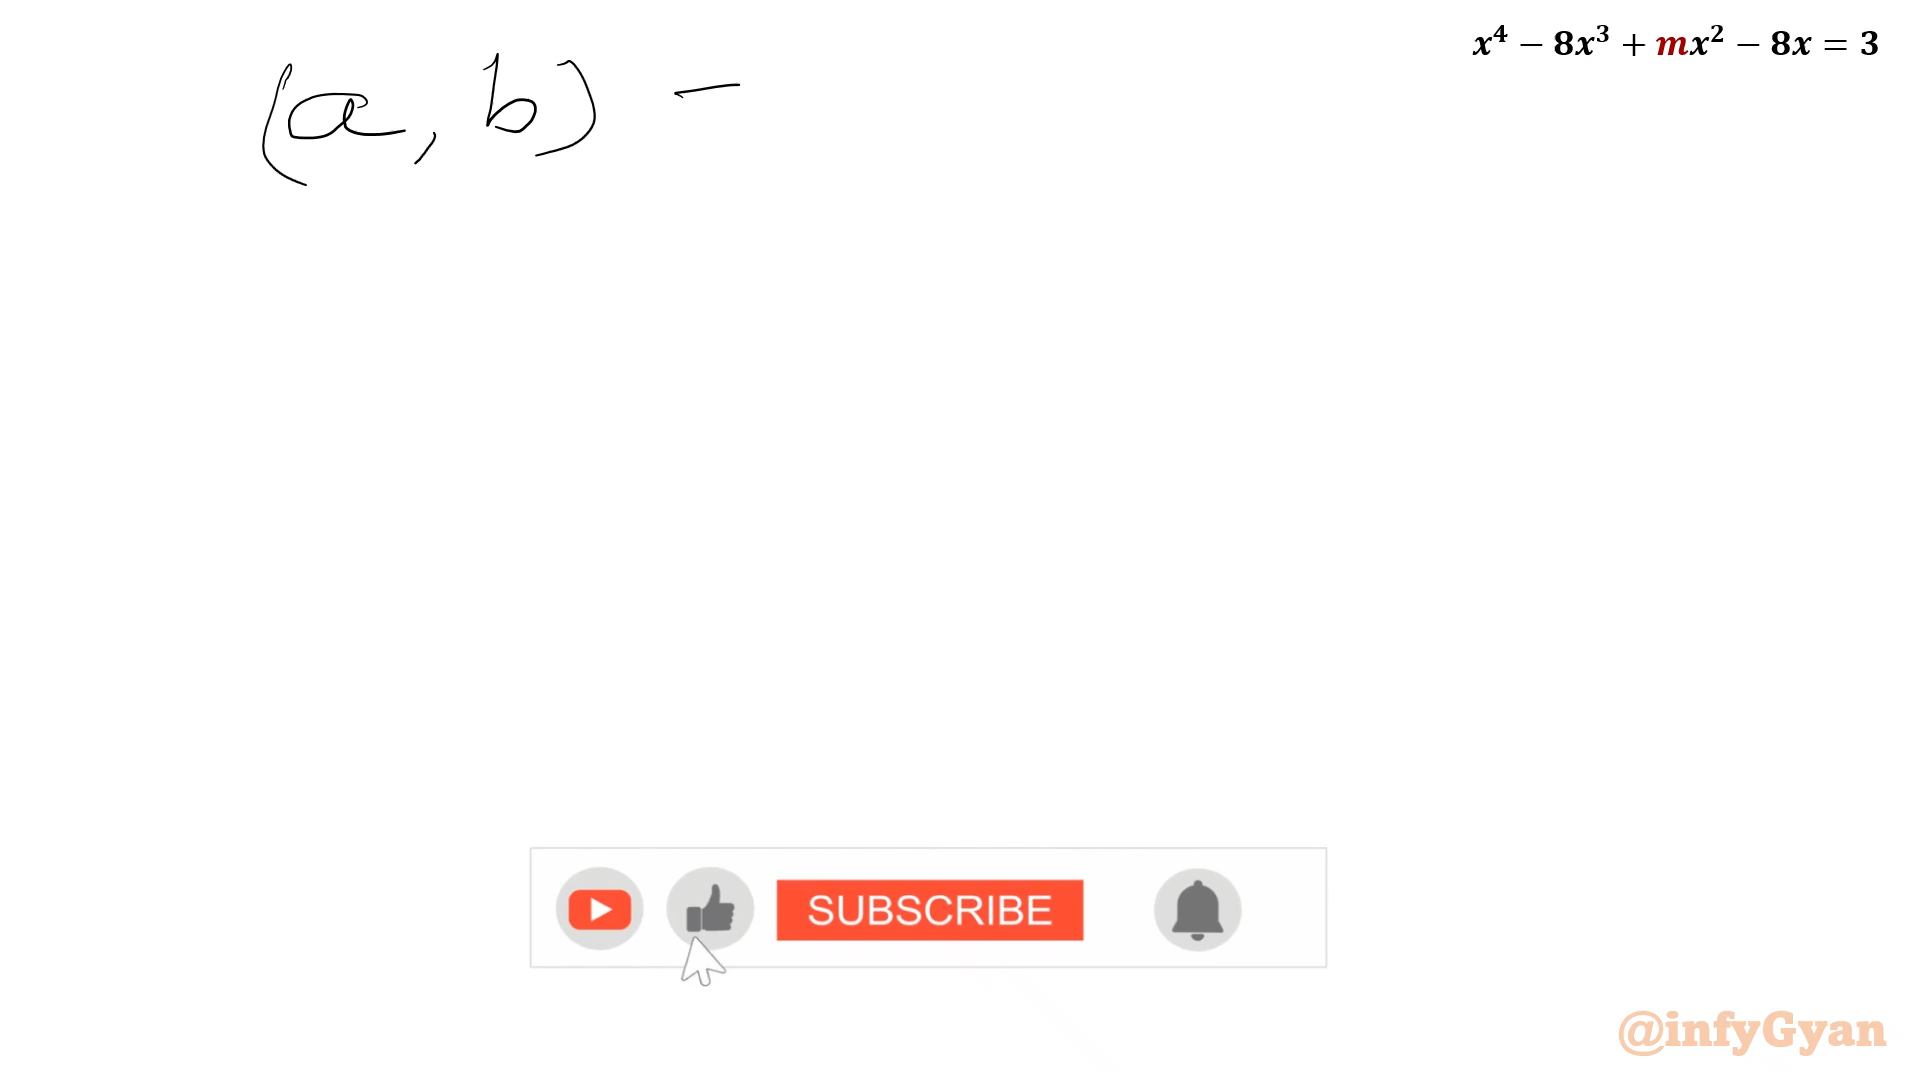 x⁴ − 8x³ + mx² − 8x = 3
(a, b) −
SUBSCRIBE
@infyGyan